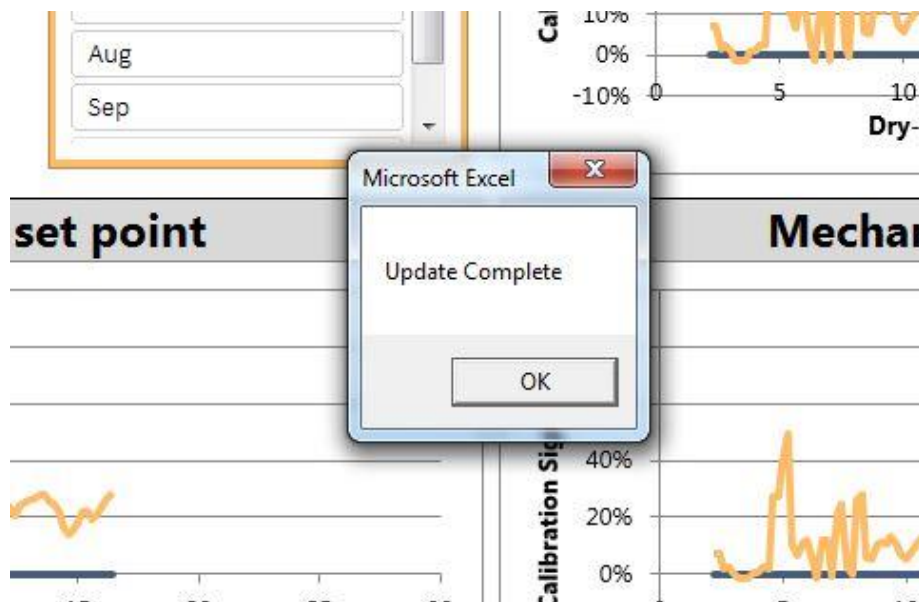 Aug
Sep
10%
0%
-10%
0
5
10
Dry-
Microsoft Excel
X
set point
Mechar
Update Complete
OK
40%
20%
0%
Calibration Sig